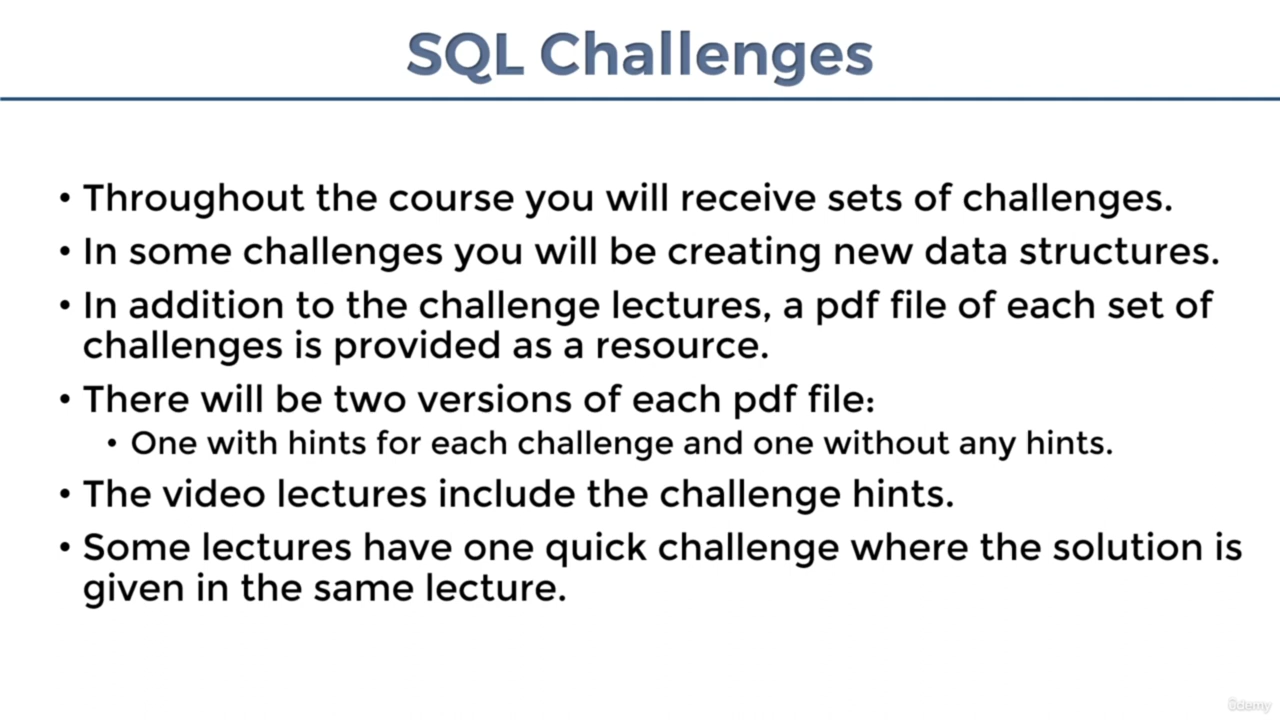 SQL Challenges
• Throughout the course you will receive sets of challenges.
• In some challenges you will be creating new data structures.
• In addition to the challenge lectures, a pdf file of each set of
challenges is provided as a resource.
• There will be two versions of each pdf file:
• One with hints for each challenge and one without any hints.
• The video lectures include the challenge hints.
• Some lectures have one quick challenge where the solution is
given in the same lecture.
ûdemy